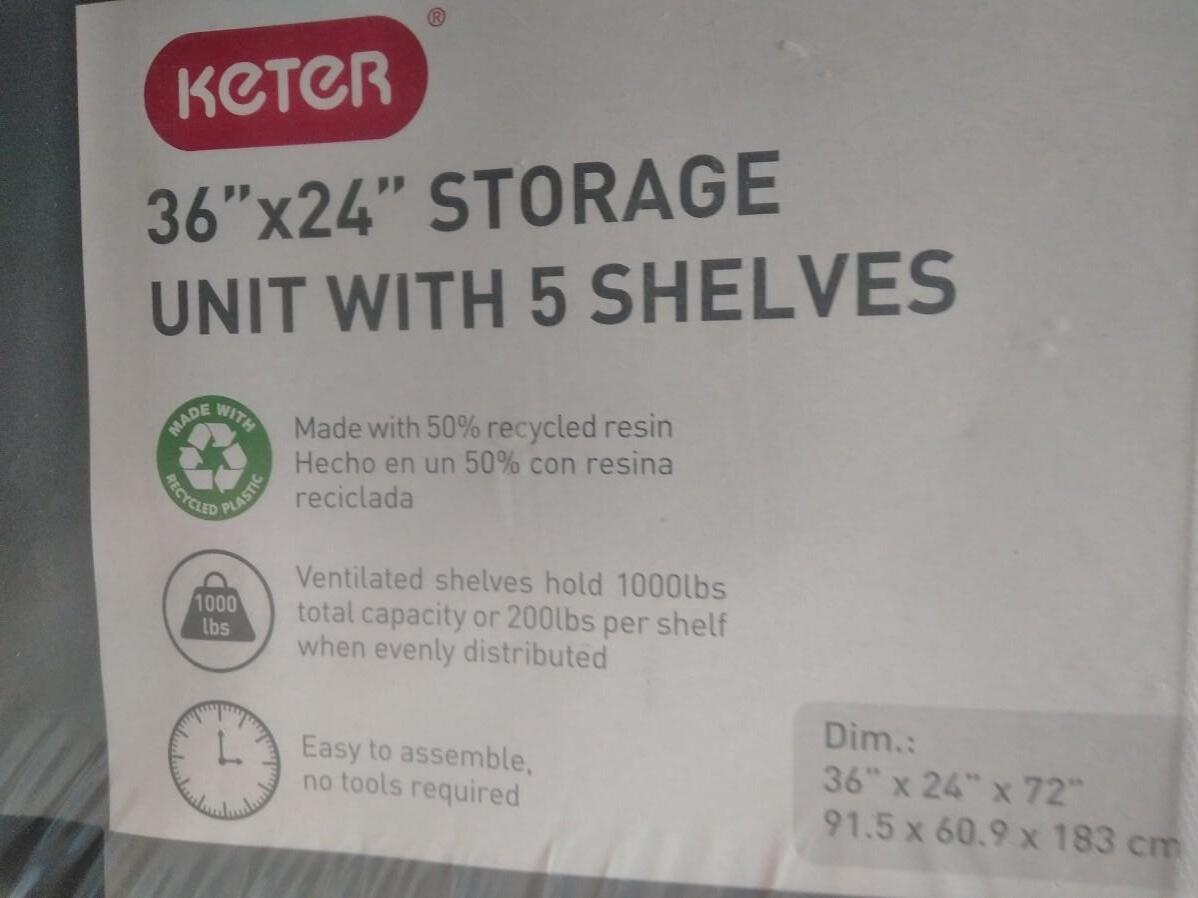 KETER ®
36”x24” STORAGE
UNIT WITH 5 SHELVES
MADE WITH
RECYCLED PLASTIC
Made with 50% recycled resin
Hecho en un 50% con resina
reciclada
1000
lbs
Ventilated shelves hold 1000lbs
total capacity or 200lbs per shelf
when evenly distributed
Easy to assemble,
no tools required
Dim.:
36" x 24" x 72"
91.5 x 60.9 x 183 cm